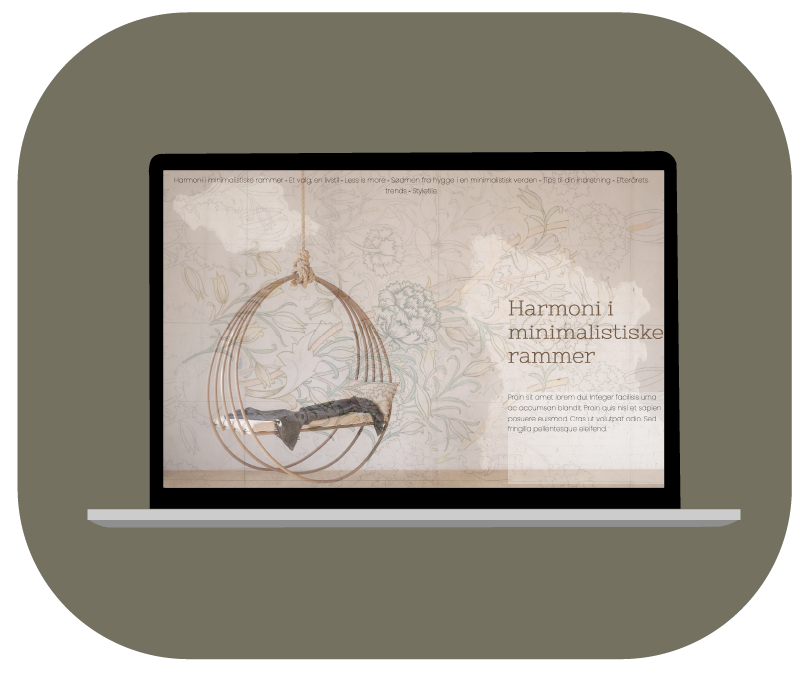 Harmoni i minimalistiske rammer • Et valg, en livstil • Less is more • Sødmen fra hygge i en minimalistisk verden • Tips til din indretning • Efterårets
trends • Stylefile
Harmoni i
minimalistiske
rammer
Proin sit amet lorem dui. Integer facilisis urna
ac accumsan blandit. Proin quis nisi et sapien
posuere euismod. Cras ut volutpat odio. Sed
fringilla pellentesque eleifend.